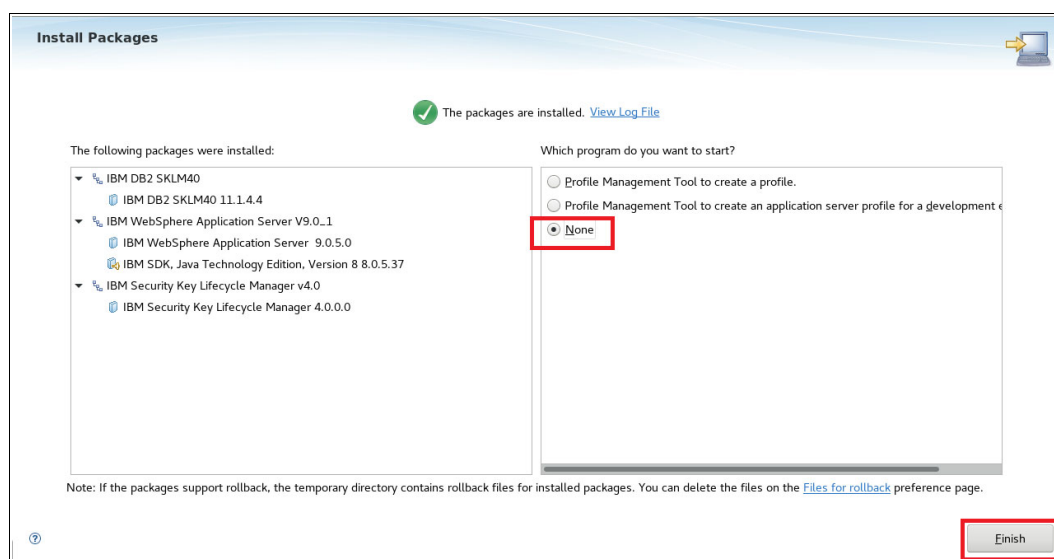 Install Packages
The packages are installed. View Log File
The following packages were installed:
IBM DB2 SKLM40
IBM DB2 SKLM40 11.1.4.4
IBM WebSphere Application Server V9.0_1
IBM WebSphere Application Server 9.0.5.0
IBM SDK, Java Technology Edition, Version 8 8.0.5.37
IBM Security Key Lifecycle Manager v4.0
IBM Security Key Lifecycle Manager 4.0.0.0
Which program do you want to start?
Profile Management Tool to create a profile.
Profile Management Tool to create an application server profile for a development e
None
Note: If the packages support rollback, the temporary directory contains rollback files for installed packages. You can delete the files on the Files for rollback preference page.
?
Finish